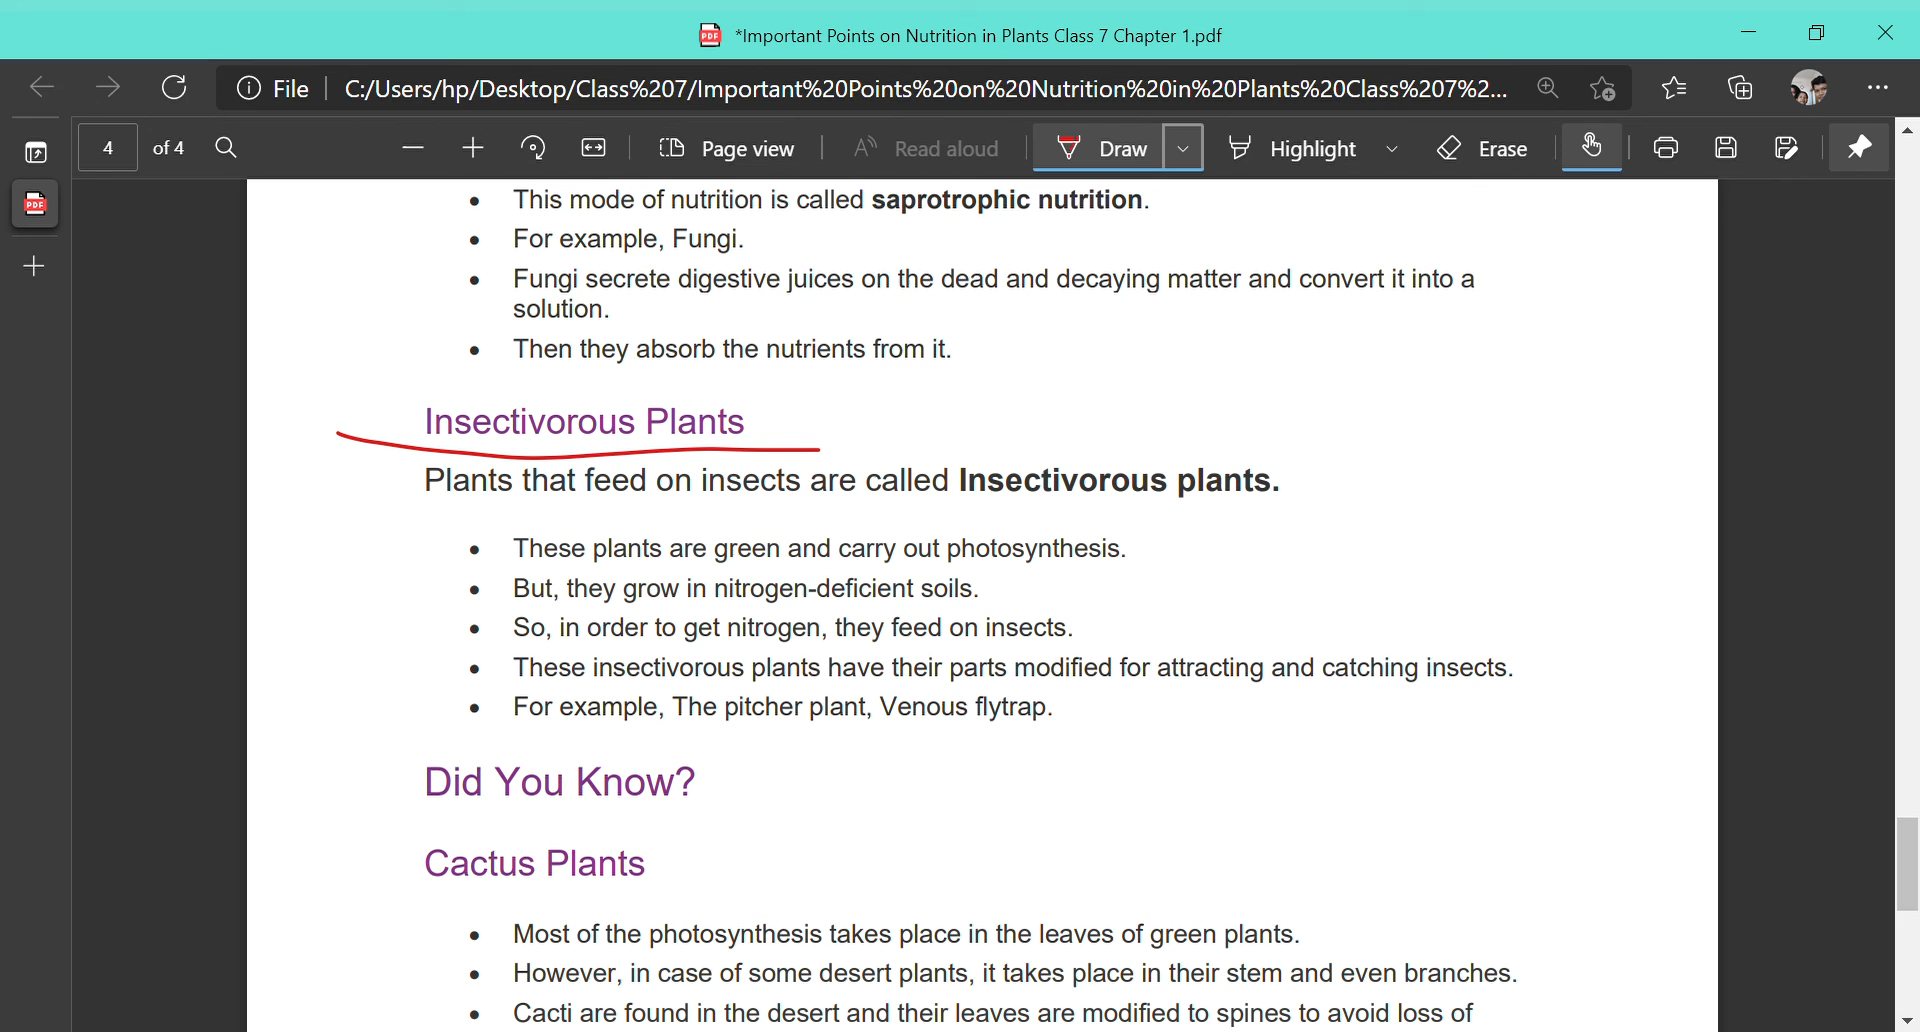 *Important Points on Nutrition in Plants Class 7 Chapter 1.pdf
File C:/Users/hp/Desktop/Class%207/Important%20Points%20on%20Nutrition%20in%20Plants%20Class%207%2...
4 of 4 Page view Read aloud Draw Highlight Erase
PDF
• This mode of nutrition is called saprotrophic nutrition.
• For example, Fungi.
• Fungi secrete digestive juices on the dead and decaying matter and convert it into a
solution.
• Then they absorb the nutrients from it.
Insectivorous Plants
Plants that feed on insects are called Insectivorous plants.
• These plants are green and carry out photosynthesis.
• But, they grow in nitrogen-deficient soils.
• So, in order to get nitrogen, they feed on insects.
• These insectivorous plants have their parts modified for attracting and catching insects.
• For example, The pitcher plant, Venous flytrap.
Did You Know?
Cactus Plants
• Most of the photosynthesis takes place in the leaves of green plants.
• However, in case of some desert plants, it takes place in their stem and even branches.
• Cacti are found in the desert and their leaves are modified to spines to avoid loss of